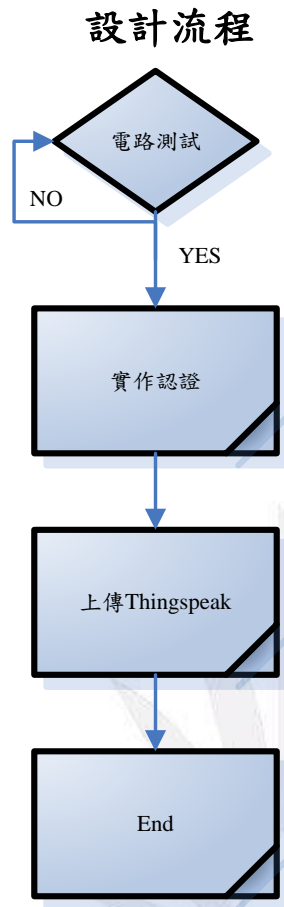 設計流程
電路測試
NO
YES
實作認證
上傳Thingspeak
End